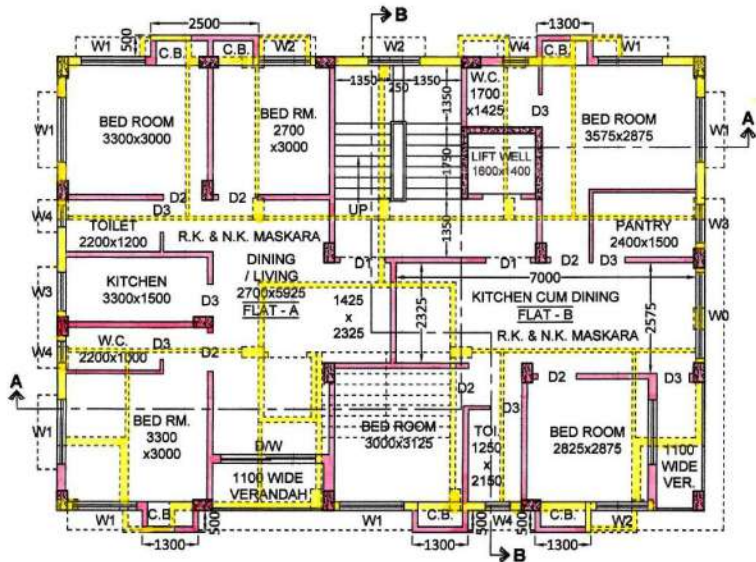 B
2500
1300
W1
500
C.B.
C.B.
W2
W2
W4
C.B.
W1
1350
250
1350
W.C.
1700
x1425
1350
D3
BED ROOM
3300x3000
BED RM.
2700
x3000
BED ROOM
3575x2875
A
W1
W1
LIFT WELL
1600x1400
1750
UP
D2
D3
D2
W4
TOILET
2200x1200
R.K. & N.K. MASKARA
1350
PANTRY
2400x1500
W3
DINING
/ LIVING
2700x5925
FLAT - A
D1
D1
D2
D3
7000
KITCHEN
3300x1500
W3
D3
1425
x
2325
2325
KITCHEN CUM DINING
FLAT - B
R.K. & N.K. MASKARA
2575
W0
W.C.
2200x1000
W4
D3
D2
A
W1
BED RM.
3300
x3000
D2
D3
D2
D3
BED ROOM
3000x3125
TOI.
1250
x
2150
BED ROOM
2825x2875
1100
WIDE
VER.
D/W
1100 WIDE
VERANDAH
W1
C.B.
500
W1
C.B.
500
W4
500
C.B.
W2
1300
1300
1300
B